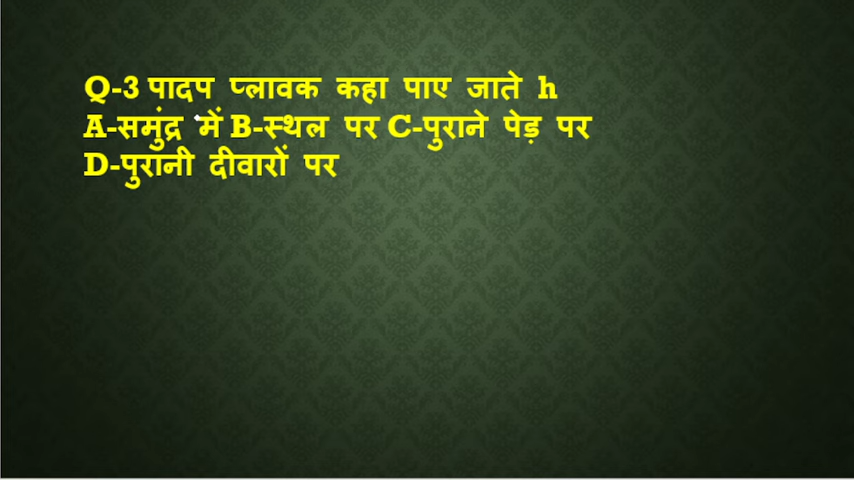 Q-3 पादप प्लावक कहा पाए जाते h
A-समुंद्र में B-स्थल पर C-पुराने पेड़ पर
D-पुरानी दीवारों पर